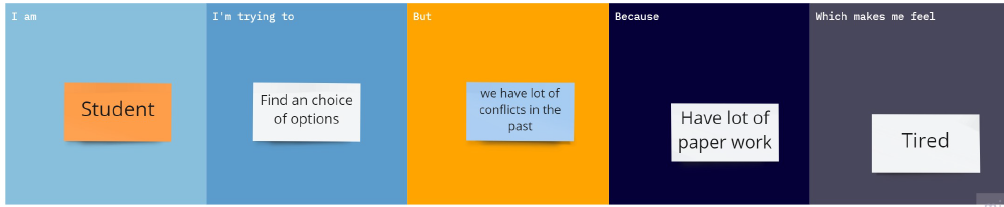 I am
I'm trying to
But
Because
Which makes me feel
Student
Find an choice
of options
we have lot of
conflicts in the
past
Have lot of
paper work
Tired